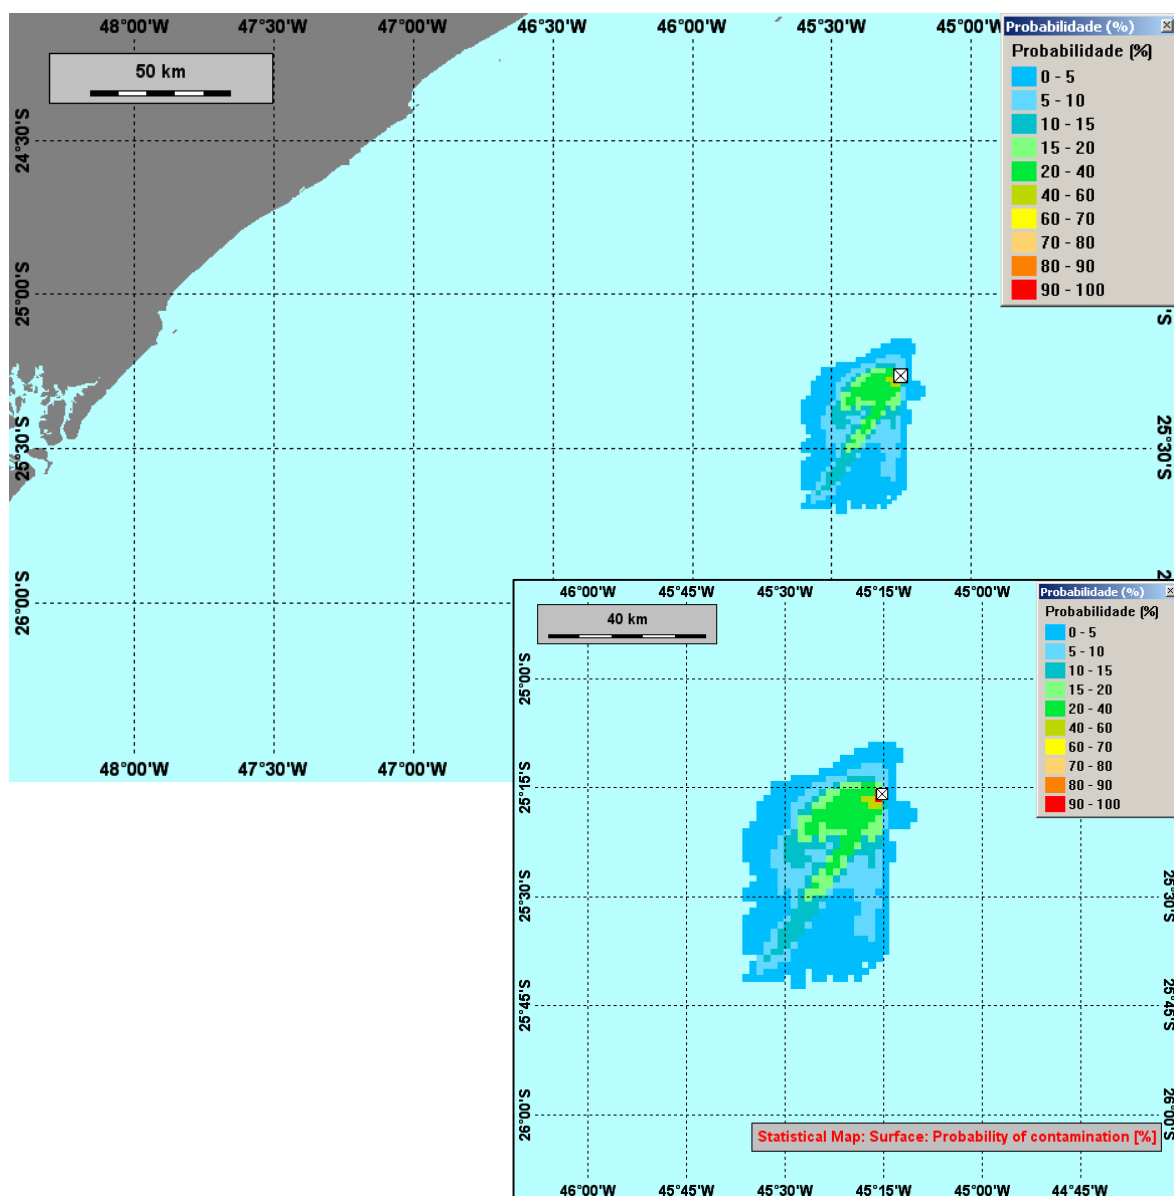 48°00'W 47°30'W 47°00'W 46°30'W 46°00'W 45°30'W 45°00'W
50 km
24°30'S
25°00'S
25°30'S
26°00'S
Probabilidade (%)
Probabilidade (%)
0 - 5
5 - 10
10 - 15
15 - 20
20 - 40
40 - 60
60 - 70
70 - 80
80 - 90
90 - 100
25°30'S
48°00'W 47°30'W 47°00'W
46°00'W 45°45'W 45°30'W 45°15'W 45°00'W
40 km
25°00'S
25°15'S
25°30'S
25°45'S
26°00'S
Probabilidade (%)
Probabilidade (%)
0 - 5
5 - 10
10 - 15
15 - 20
20 - 40
40 - 60
60 - 70
70 - 80
80 - 90
90 - 100
25°30'S
25°45'S
26°00'S
Statistical Map: Surface: Probability of contamination [%]
46°00'W 45°45'W 45°30'W 45°15'W 45°00'W 44°45'W